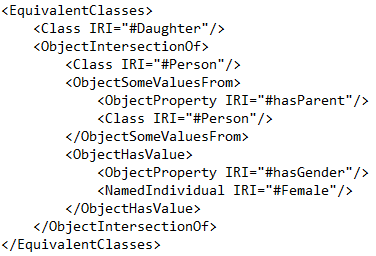 <EquivalentClasses>
    <Class IRI="#Daughter"/>
    <ObjectIntersectionOf>
        <Class IRI="#Person"/>
        <ObjectSomeValuesFrom>
            <ObjectProperty IRI="#hasParent"/>
            <Class IRI="#Person"/>
        </ObjectSomeValuesFrom>
        <ObjectHasValue>
            <ObjectProperty IRI="#hasGender"/>
            <NamedIndividual IRI="#Female"/>
        </ObjectHasValue>
    </ObjectIntersectionOf>
</EquivalentClasses>